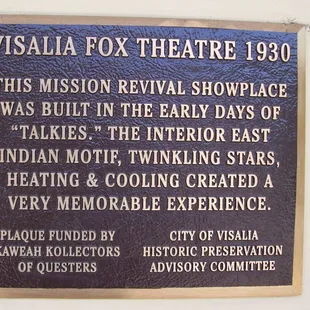 VISALIA FOX THEATRE 1930
THIS MISSION REVIVAL SHOWPLACE
WAS BUILT IN THE EARLY DAYS OF
“TALKIES.” THE INTERIOR EAST
INDIAN MOTIF, TWINKLING STARS,
HEATING & COOLING CREATED A
VERY MEMORABLE EXPERIENCE.
PLAQUE FUNDED BY
KAWEAH KOLLECTORS
OF QUESTERS
CITY OF VISALIA
HISTORIC PRESERVATION
ADVISORY COMMITTEE